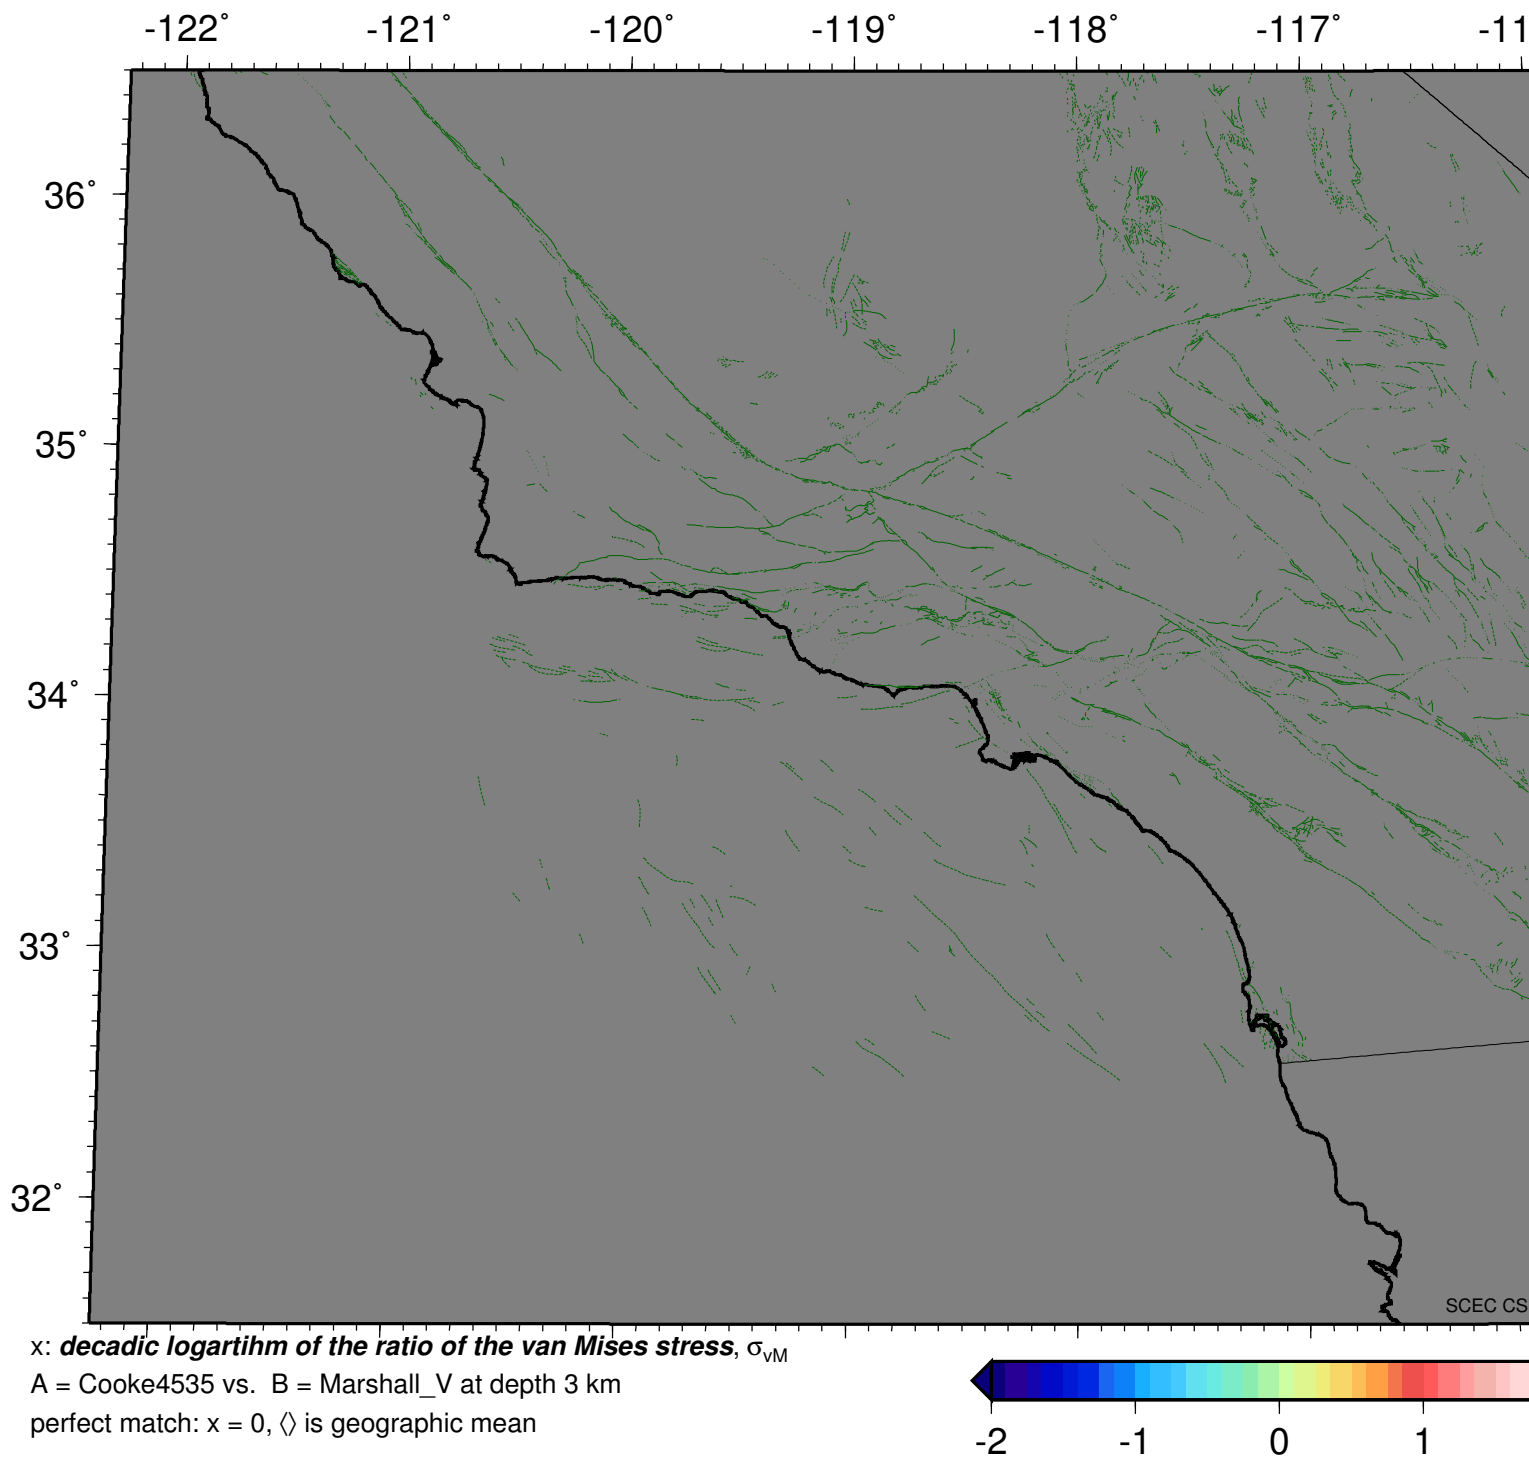 -122˚ -121˚ -120˚ -119˚ -118˚ -117˚ -11
36˚
35˚
34˚
33˚
32˚
SCEC CS
x: decadic logartihm of the ratio of the van Mises stress, σvM
A = Cooke4535 vs. B = Marshall_V at depth 3 km
perfect match: x = 0, ⟨⟩ is geographic mean
-2 -1 0 1